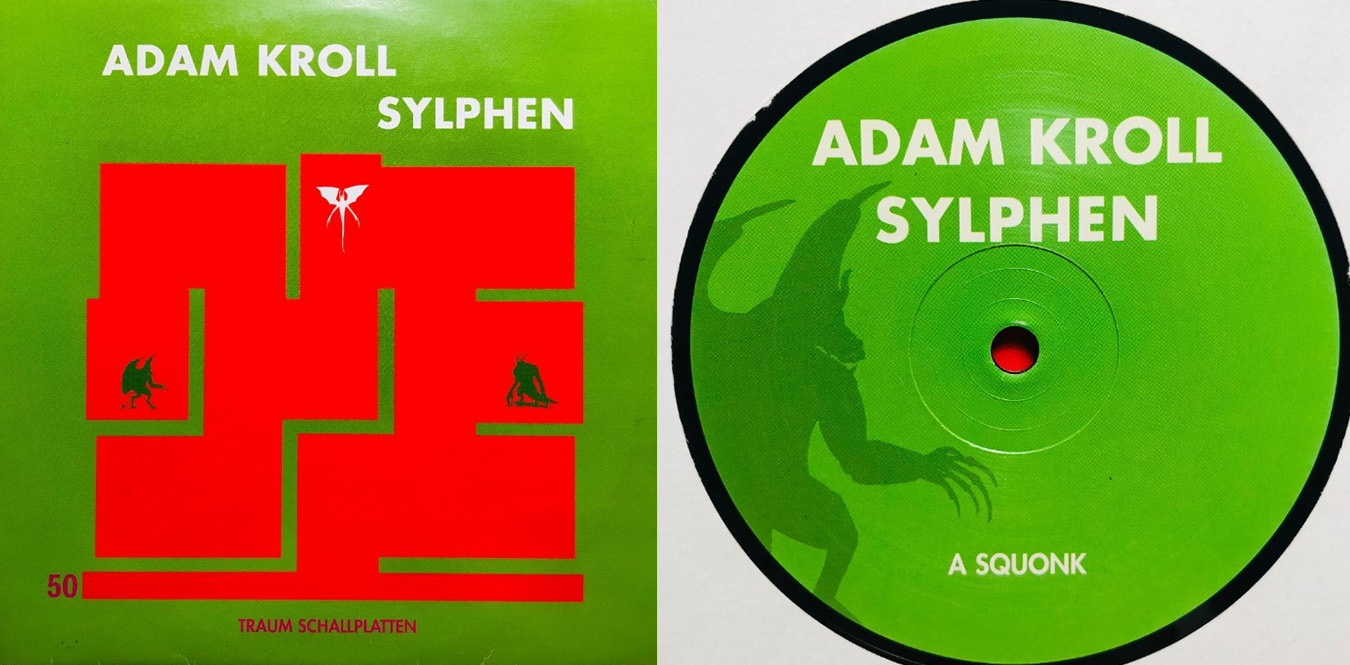 ADAM KROLL
SYLPHEN
50
TRAUM SCHALLPLATTEN
ADAM KROLL
SYLPHEN
A SQUONK